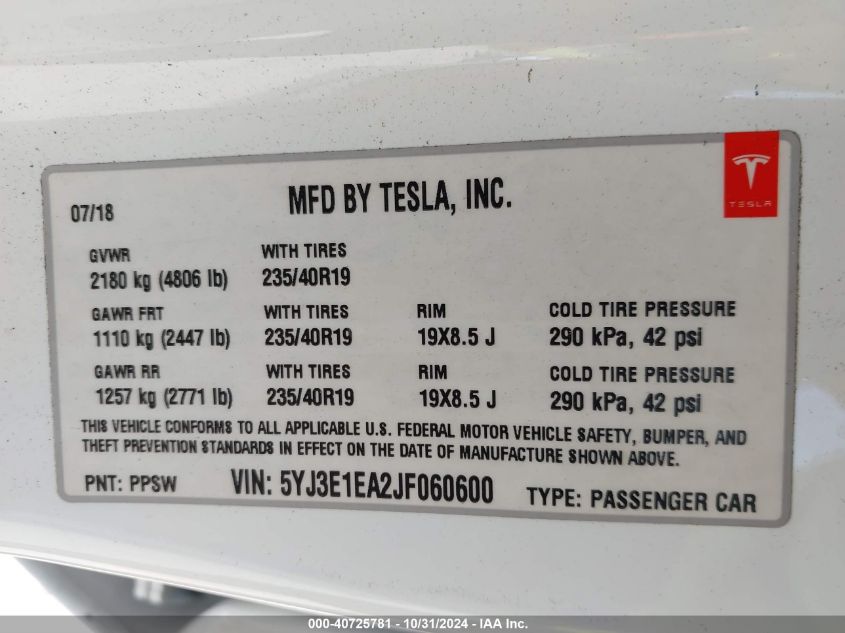 07/18
MFD BY TESLA, INC.
TESLA
GVWR WITH TIRES
2180 kg (4806 lb) 235/40R19
GAWR FRT WITH TIRES RIM COLD TIRE PRESSURE
1110 kg (2447 lb) 235/40R19 19X8.5 J 290 kPa, 42 psi
GAWR RR WITH TIRES RIM COLD TIRE PRESSURE
1257 kg (2771 lb) 235/40R19 19X8.5 J 290 kPa, 42 psi
THIS VEHICLE CONFORMS TO ALL APPLICABLE U.S. FEDERAL MOTOR VEHICLE SAFETY, BUMPER, AND
THEFT PREVENTION STANDARDS IN EFFECT ON THE DATE OF MANUFACTURE SHOWN ABOVE.
PNT: PPSW VIN: 5YJ3E1EA2JF060600 TYPE: PASSENGER CAR
000-40725781 - 10/31/2024 - IAA Inc.